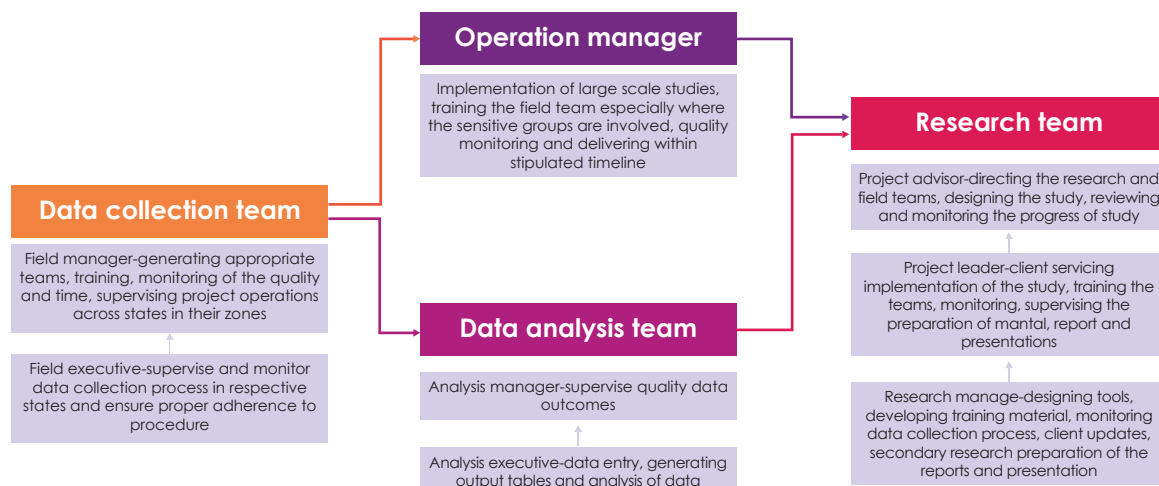 Operation manager
Implementation of large scale studies,
training the field team especially where
the sensitive groups are involved, quality
monitoring and delivering within
stipulated timeline
Research team
Project advisor-directing the research and
field teams, designing the study, reviewing
and monitoring the progress of study
Data collection team
Field manager-generating appropriate
teams, training, monitoring of the quality
and time, supervising project operations
across states in their zones
Project leader-client servicing
implementation of the study, training the
teams, monitoring, supervising the
preparation of mantal, report and
presentations
Data analysis team
Field executive-supervise and monitor
data collection process in respective
states and ensure proper adherence to
procedure
Analysis manager-supervise quality data
outcomes
Research manage-designing tools,
developing training material, monitoring
data collection process, client updates,
secondary research preparation of the
reports and presentation
Analysis executive-data entry, generating
output tables and analysis of data